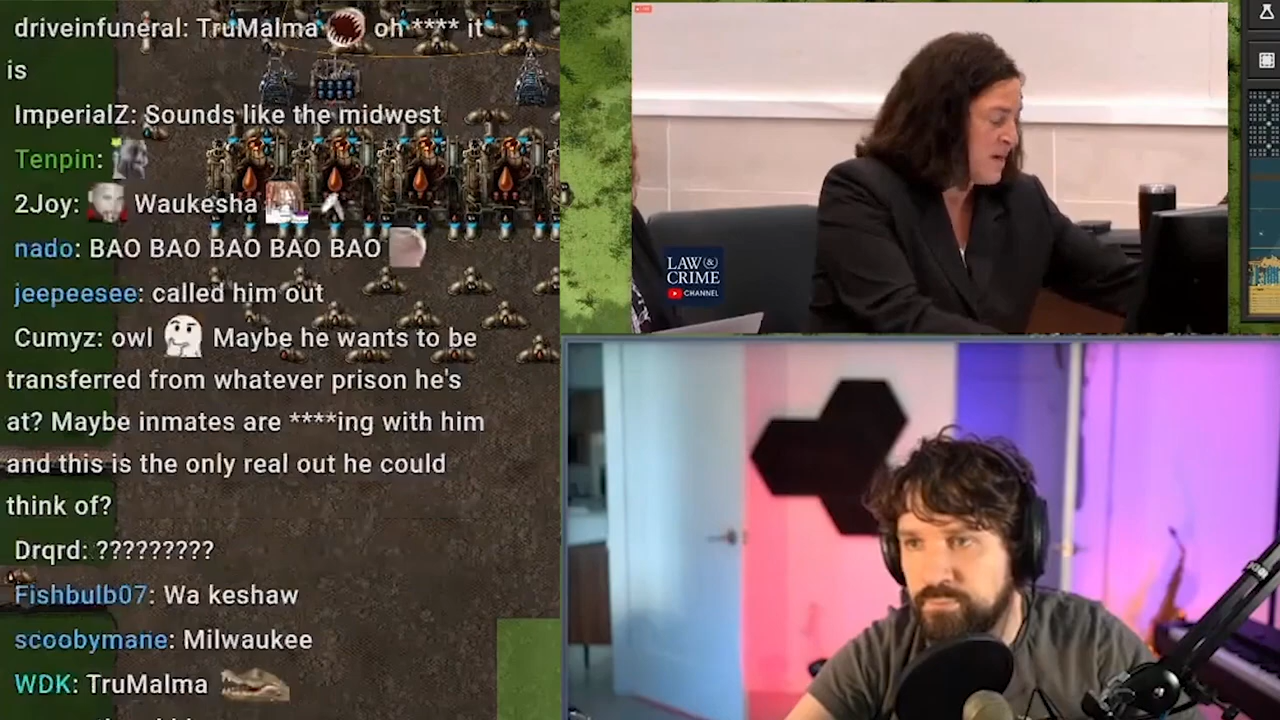 driveinfuneral: TruMalma oh **** it
is
ImperialZ: Sounds like the midwest
Tenpin:
2Joy: Waukesha
nado: BAO BAO BAO BAO BAO
jeepeesee: called him out
Cumyz: owl Maybe he wants to be
transferred from whatever prison he's
at? Maybe inmates are ****ing with him
and this is the only real out he could
think of?
Drqrd: ?????????
Fishbulb07: Wa keshaw
scoobymane: Milwaukee
WDK: TruMalma
LAW (&)
CRIME
CHANNEL